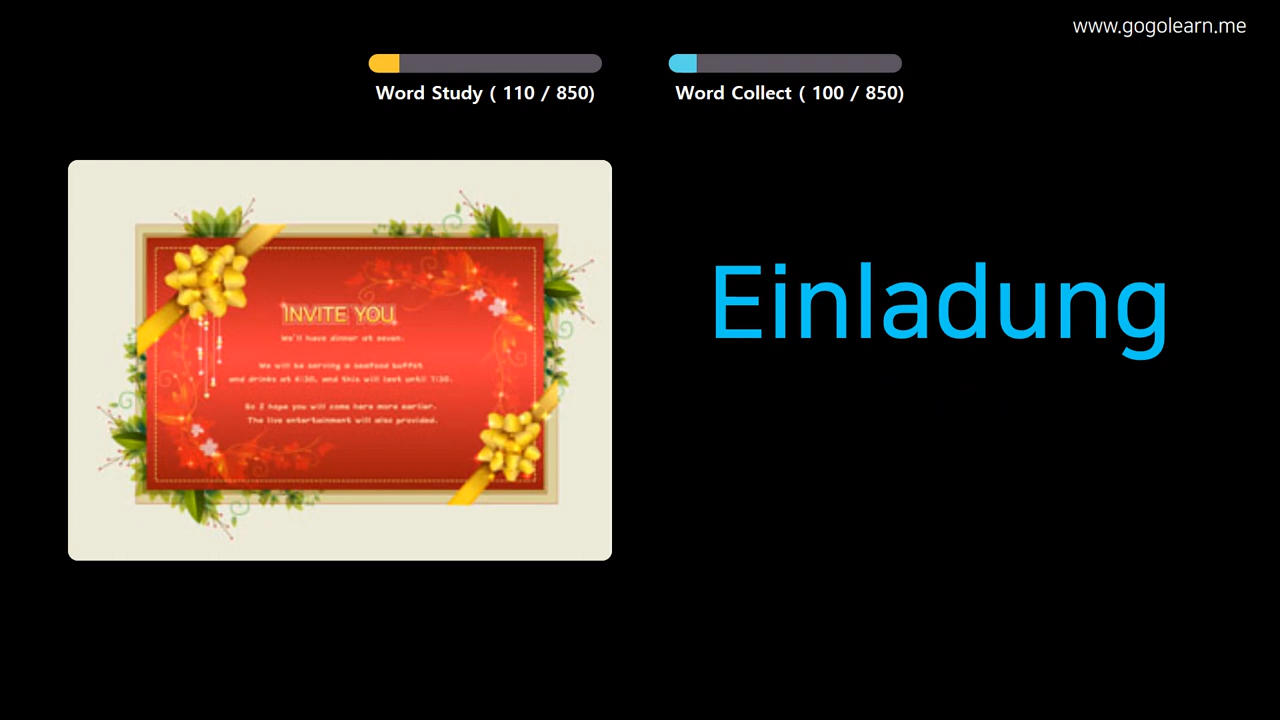 www.gogolearn.me
Word Study ( 110 / 850)
Word Collect ( 100 / 850)
INVITE YOU
We'll have dinner at seven.
We will be serving a seafood buffet
and drinks at 6:30, and this will last until 7:30.
So I hope you will come here more earlier.
The live entertainment will also provided.
Einladung